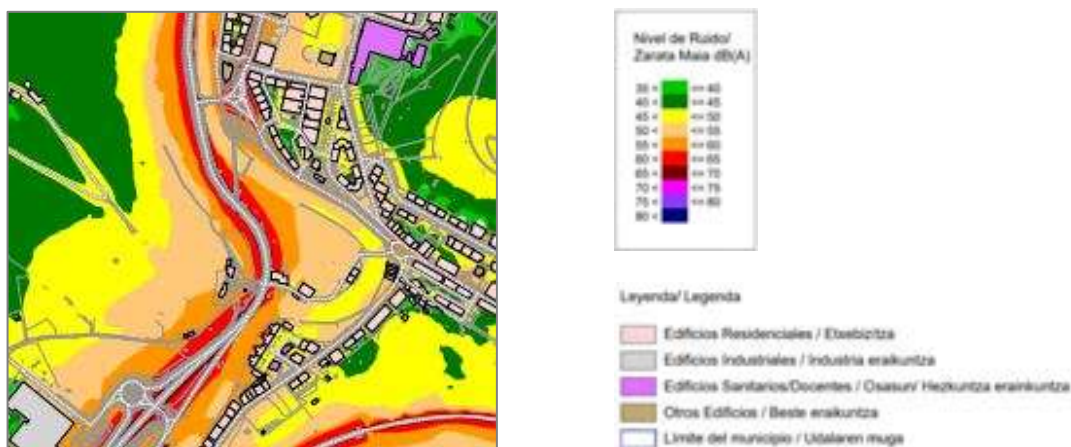 Nivel de Ruido/
Zarata Maia dB(A)
35 < <= 40
40 < <= 45
45 < <= 50
50 < <= 55
55 < <= 60
60 < <= 65
65 < <= 70
70 < <= 75
75 < <= 80
80 <
Leyenda/ Legenda
Edificios Residenciales / Etxebizitza
Edificios Industriales / Industria eraikuntza
Edificios Sanitarios/Docentes / Osasun/ Hezkuntza erainkuntza
Otros Edificios / Beste eraikuntza
Límite del municipio / Udalaren muga